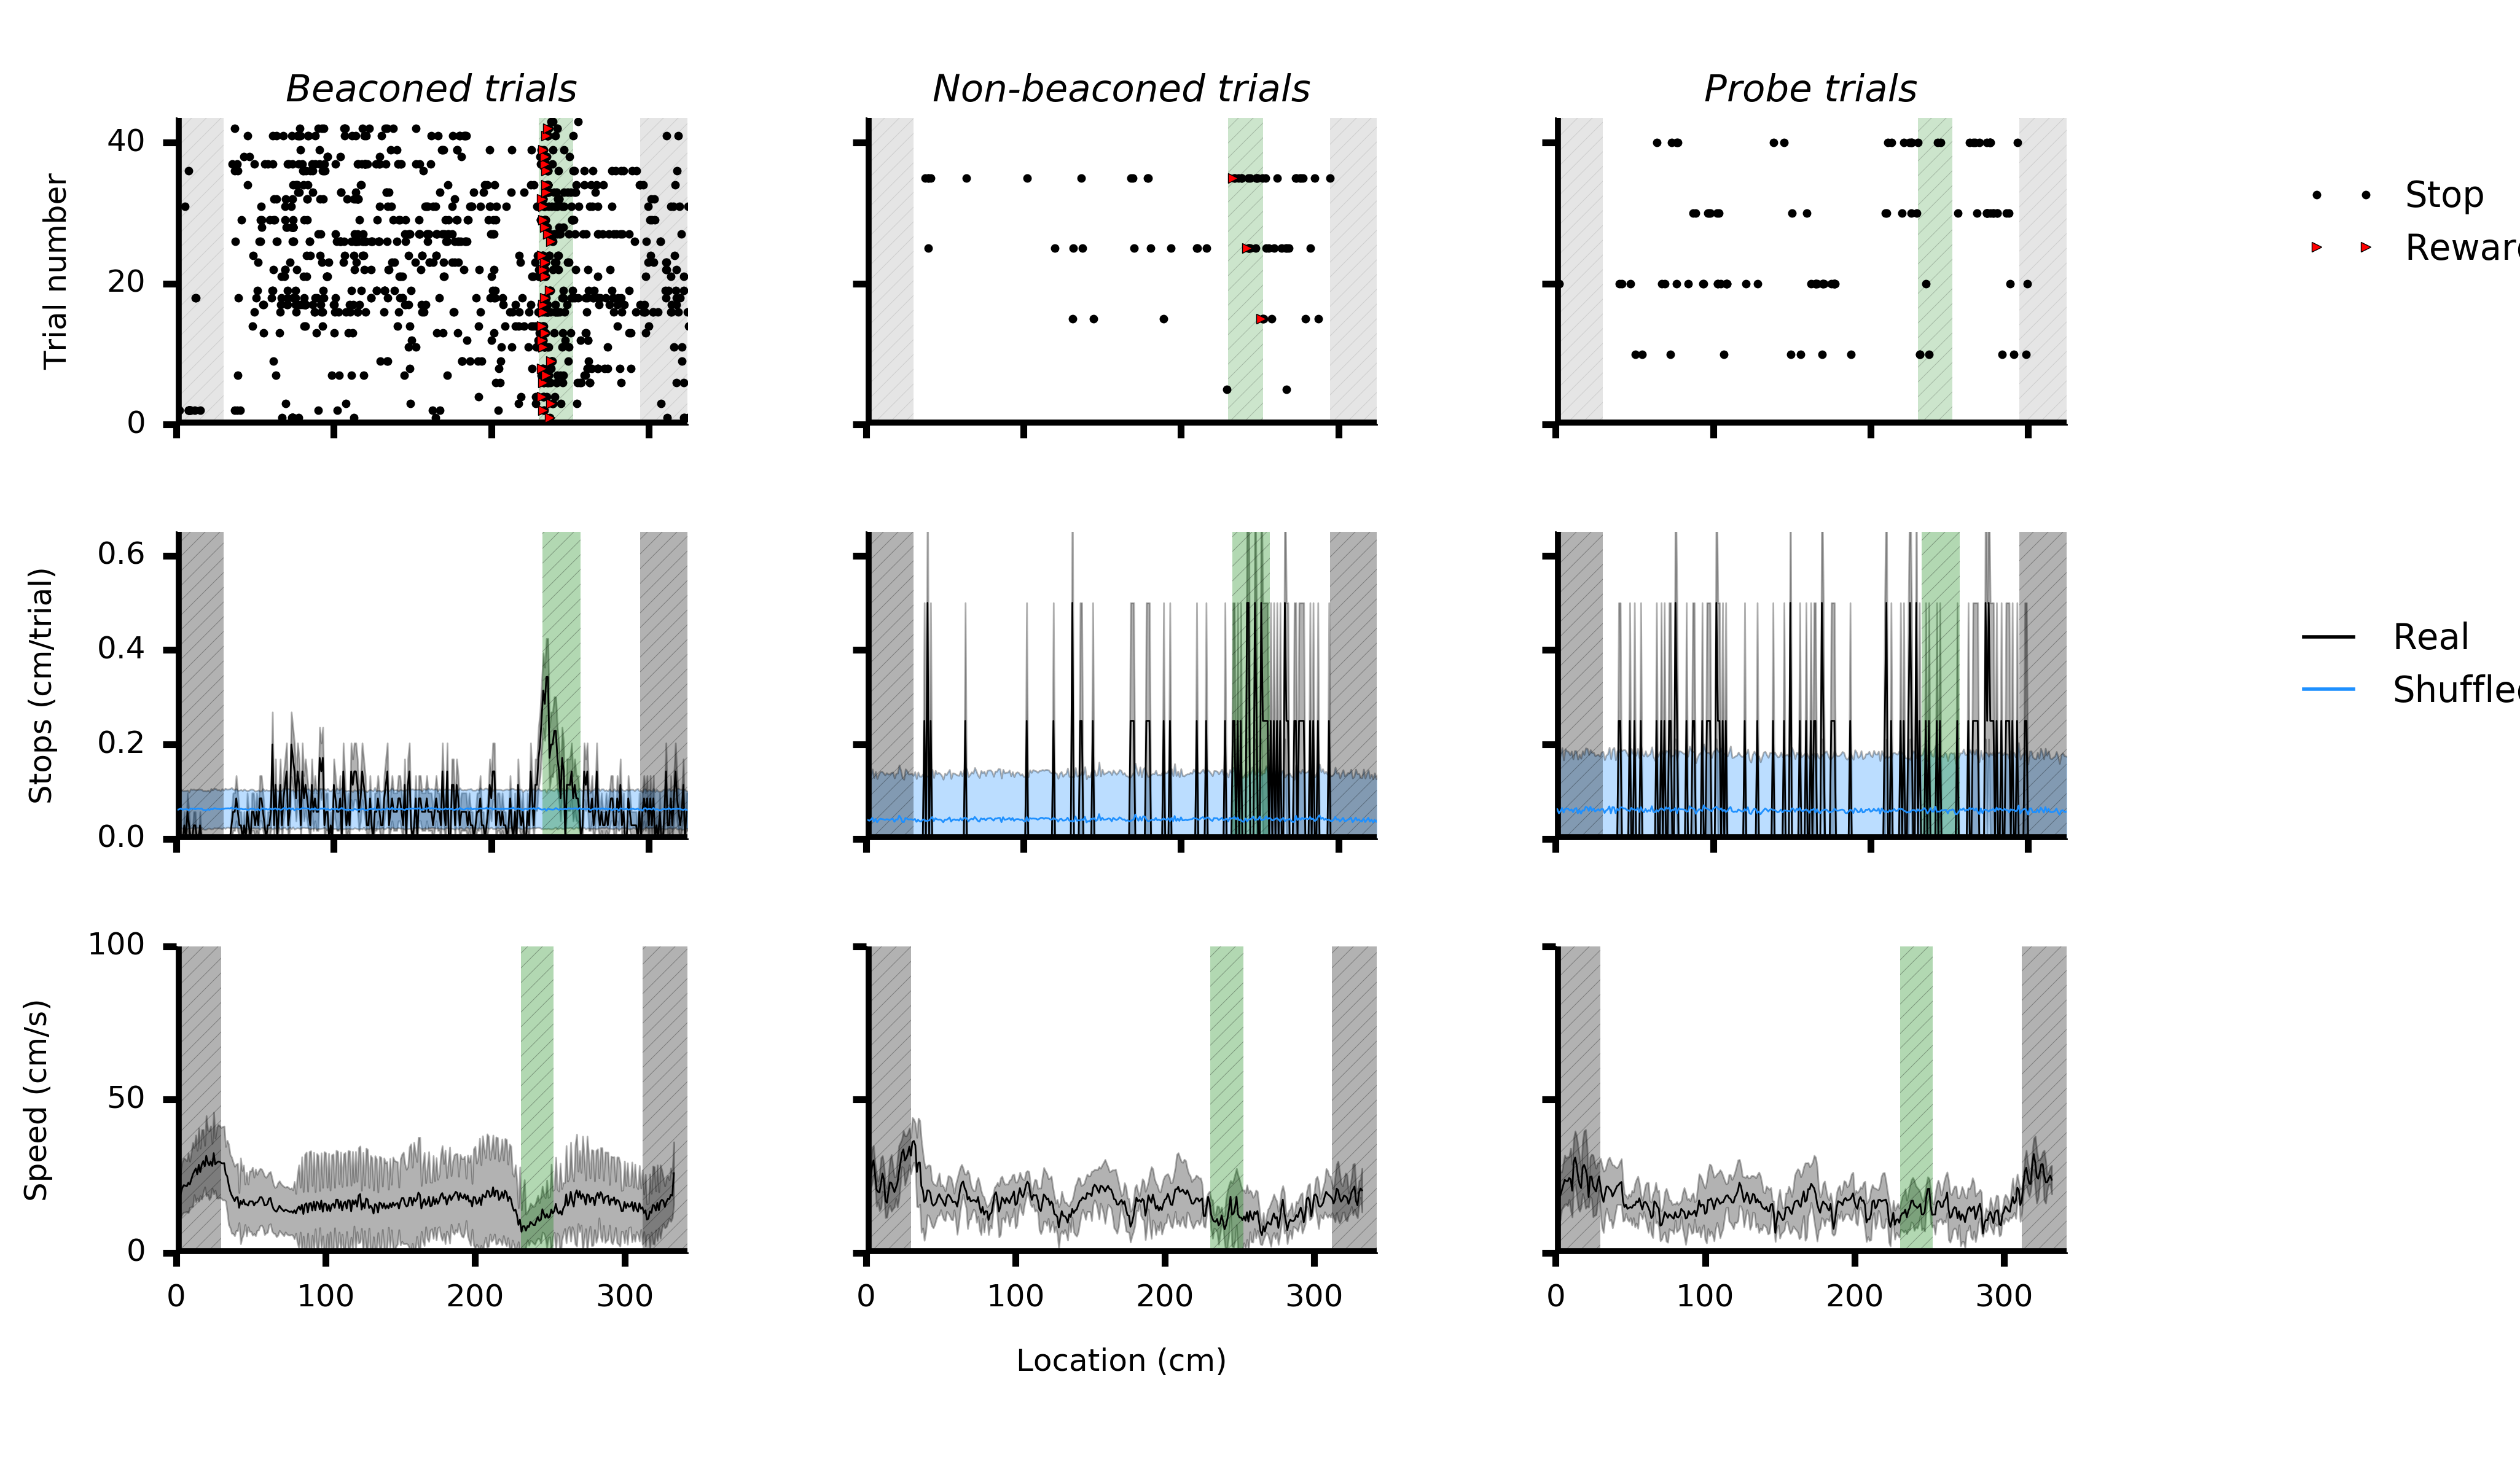 Beaconed trials
Non-beaconed trials
Probe trials
Trial number
40
20
0
Stop
Rewar
Stops (cm/trial)
0.6
0.4
0.2
0.0
Real
Shuffle
Speed (cm/s)
100
50
0
0 100 200 300
0 100 200 300
0 100 200 300
Location (cm)